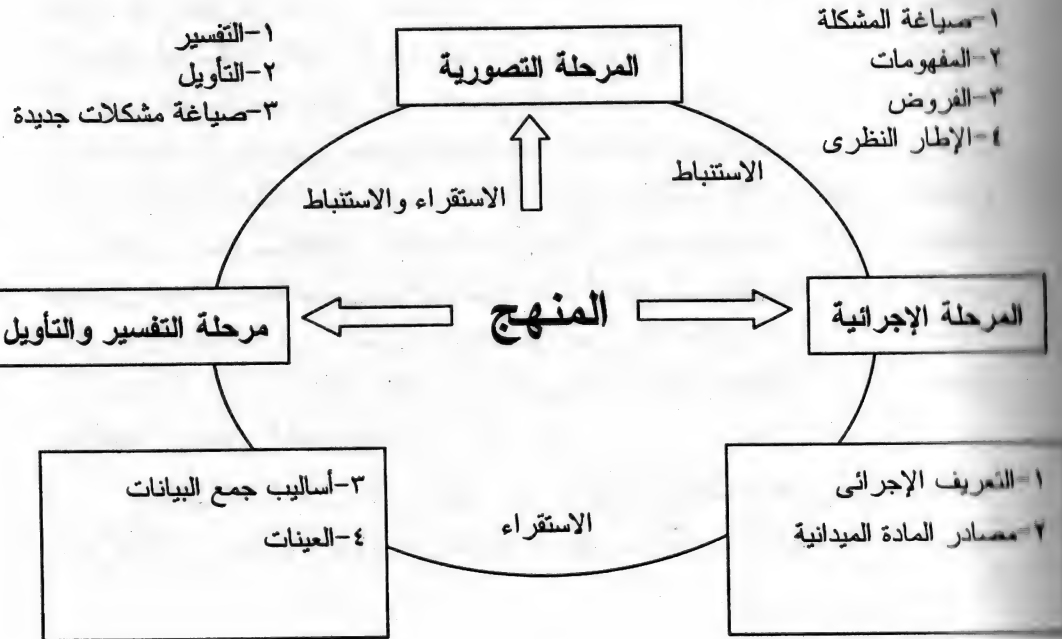 ١-صياغة المشكلة
٢-المفهومات
٣-الفروض
٤-الإطار النظرى
١-التفسير
٢-التأويل
٣-صياغة مشكلات جديدة
المرحلة التصورية
الاستنباط
الاستقراء والاستنباط
المرحلة الإجرائية
المنهج
مرحلة التفسير والتأويل
١-التعريف الإجرائى
٢-مصادر المادة الميدانية
٣-أساليب جمع البيانات
٤-العينات
الاستقراء